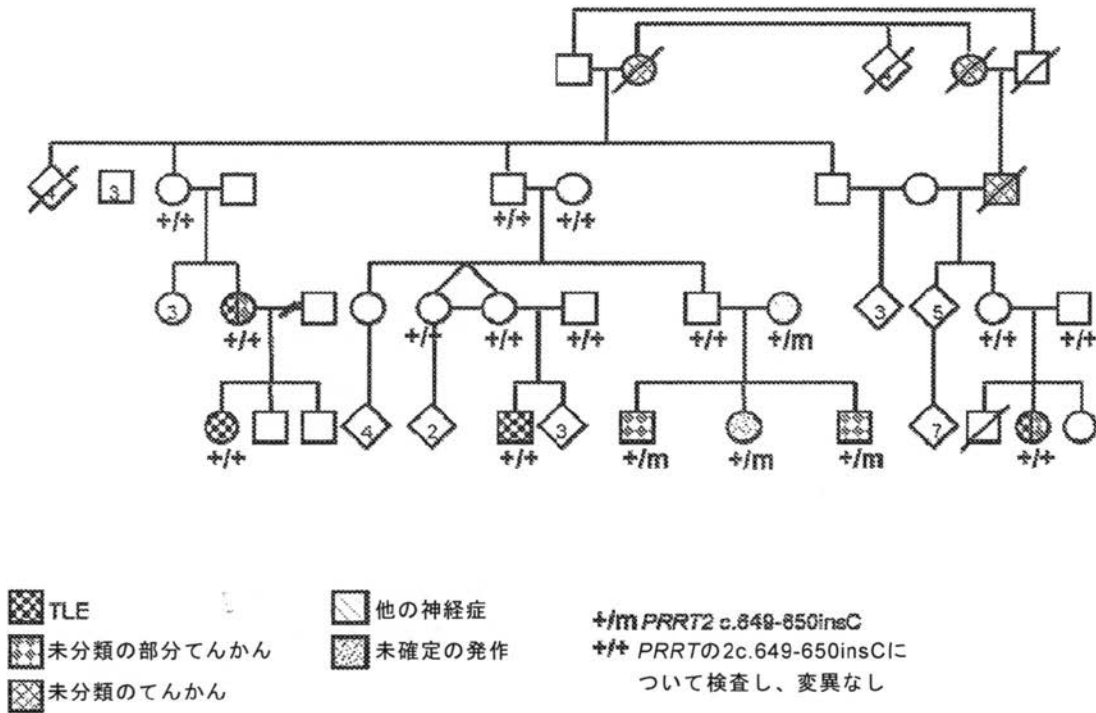 4
3
+/+
+/+ +/+
3
+/+
+/+ +/+ +/+
+/+ +/m
3 5
+/+ +/+
+/+
4 2
+/+
3
+/m +/m +/m
7
+/+
TLE
未分類の部分てんかん
未分類のてんかん
他の神経症
未確定の発作
+/m PRRT2 c.649-650insC
+/+ PRRTの2c.649-650insCに
ついて検査し、変異なし